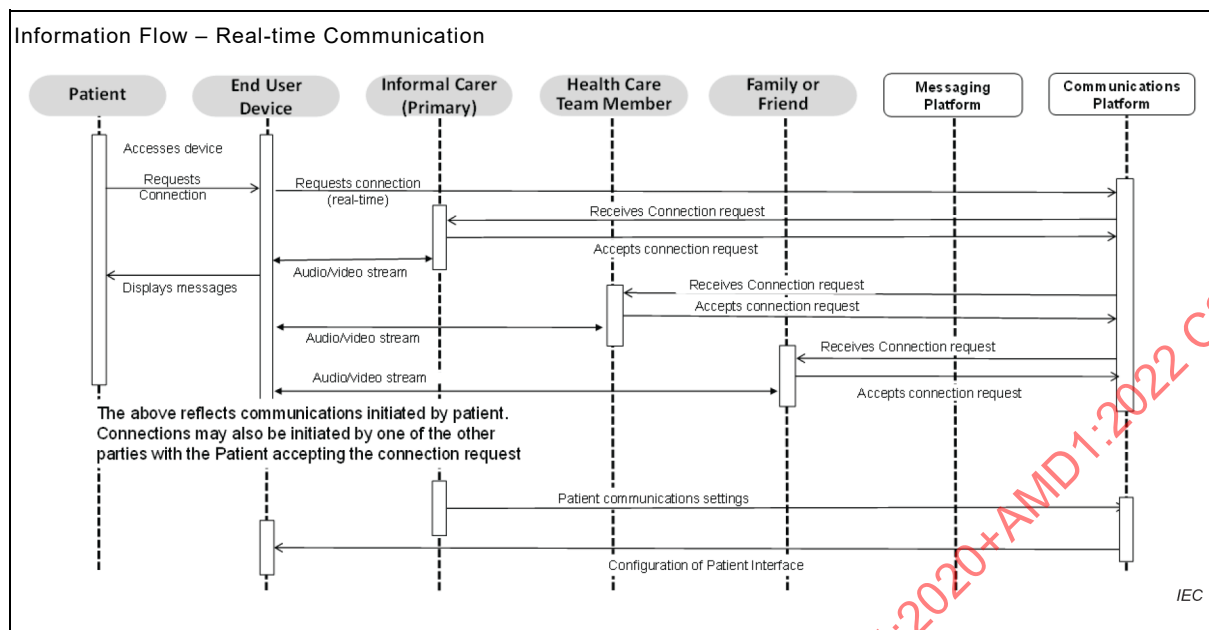 Information Flow – Real-time Communication
Patient
End User
Device
Informal Carer
(Primary)
Health Care
Team Member
Family or
Friend
Messaging
Platform
Communications
Platform
Accesses device
Requests
Connection
Requests connection
(real-time)
Receives Connection request
Accepts connection request
Audio/video stream
Displays messages
Receives Connection request
Accepts connection request
Audio/video stream
Receives Connection request
Audio/video stream
Accepts connection request
The above reflects communications initiated by patient.
Connections may also be initiated by one of the other
parties with the Patient accepting the connection request
Patient communications settings
Configuration of Patient Interface
IEC
:2020+AMD1:2022